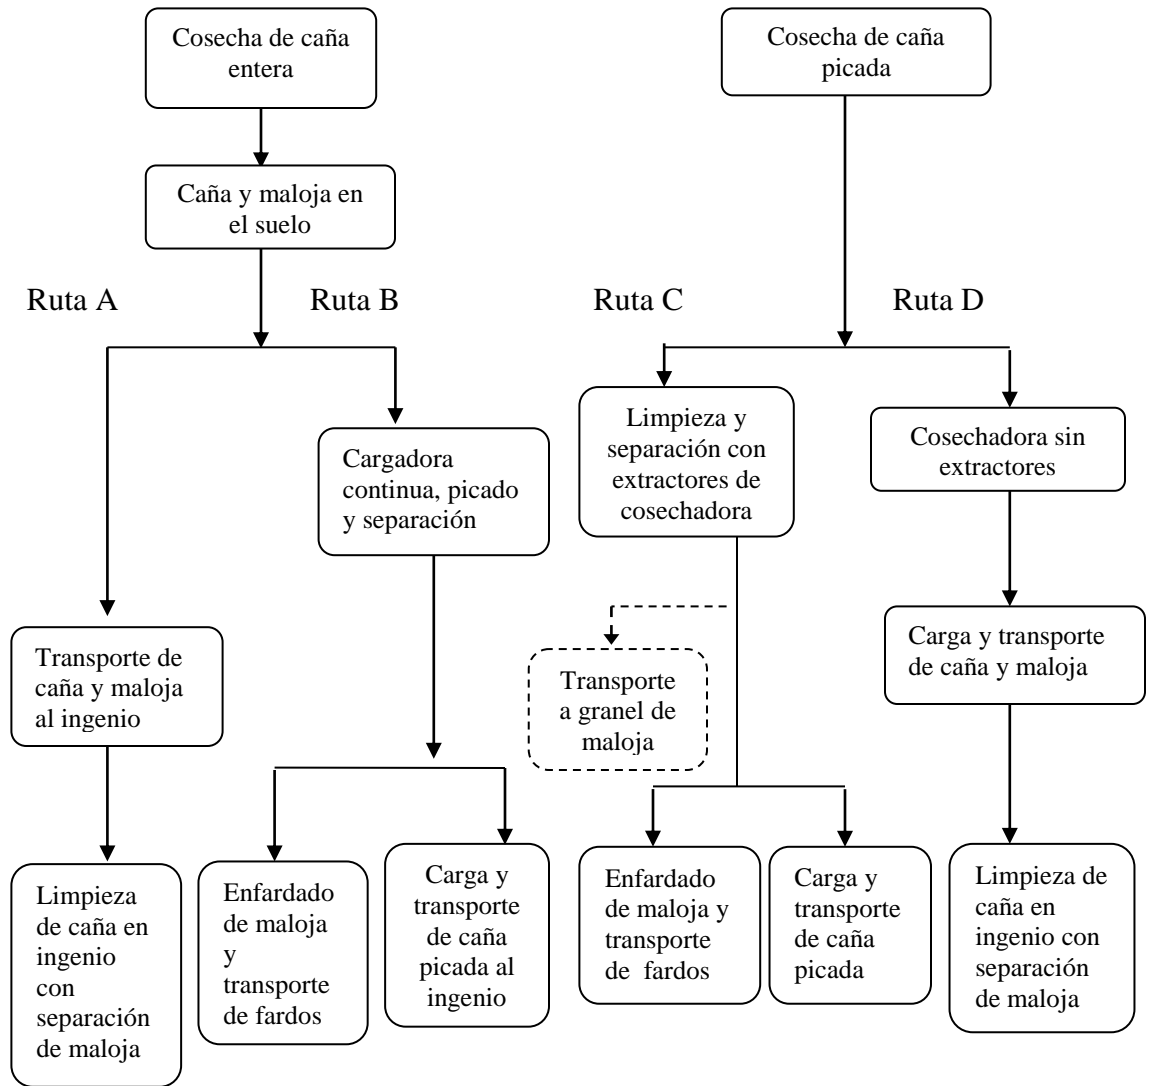 Cosecha de caña
entera
Cosecha de caña
picada
Caña y maloja en
el suelo
Ruta A
Ruta B
Ruta C
Ruta D
Limpieza y
separación con
extractores de
cosechadora
Cosechadora sin
extractores
Cargadora
continua, picado
y separación
Transporte de
caña y maloja
al ingenio
Transporte
a granel de
maloja
Carga y transporte
de caña y maloja
Limpieza
de caña en
ingenio
con
separación
de maloja
Enfardado
de maloja
y
transporte
de fardos
Carga y
transporte
de caña
picada al
ingenio
Enfardado
de maloja y
transporte
de fardos
Carga y
transporte
de caña
picada
Limpieza de
caña en
ingenio con
separación
de maloja